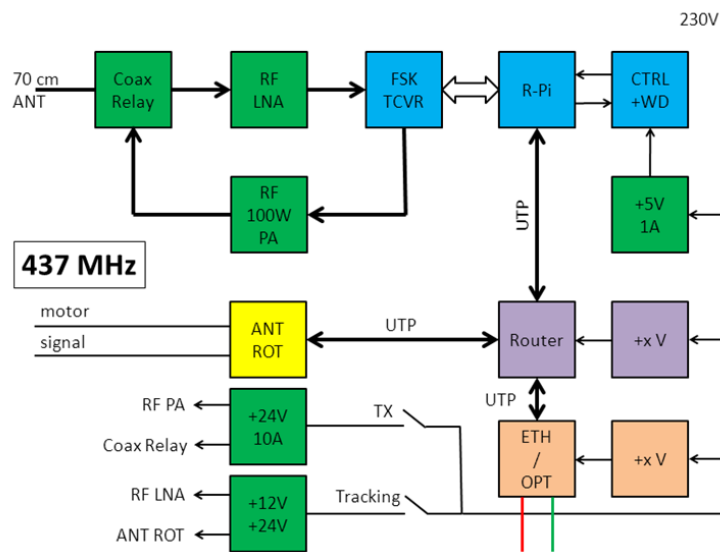 230V
70 cm
ANT
Coax
Relay
RF
LNA
FSK
TCVR
R-Pi
CTRL
+WD
RF
100W
PA
UTP
+5V
1A
437 MHz
motor
signal
ANT
ROT
UTP
Router
+x V
RF PA
Coax Relay
+24V
10A
TX
UTP
ETH
/
OPT
+x V
RF LNA
ANT ROT
+12V
+24V
Tracking